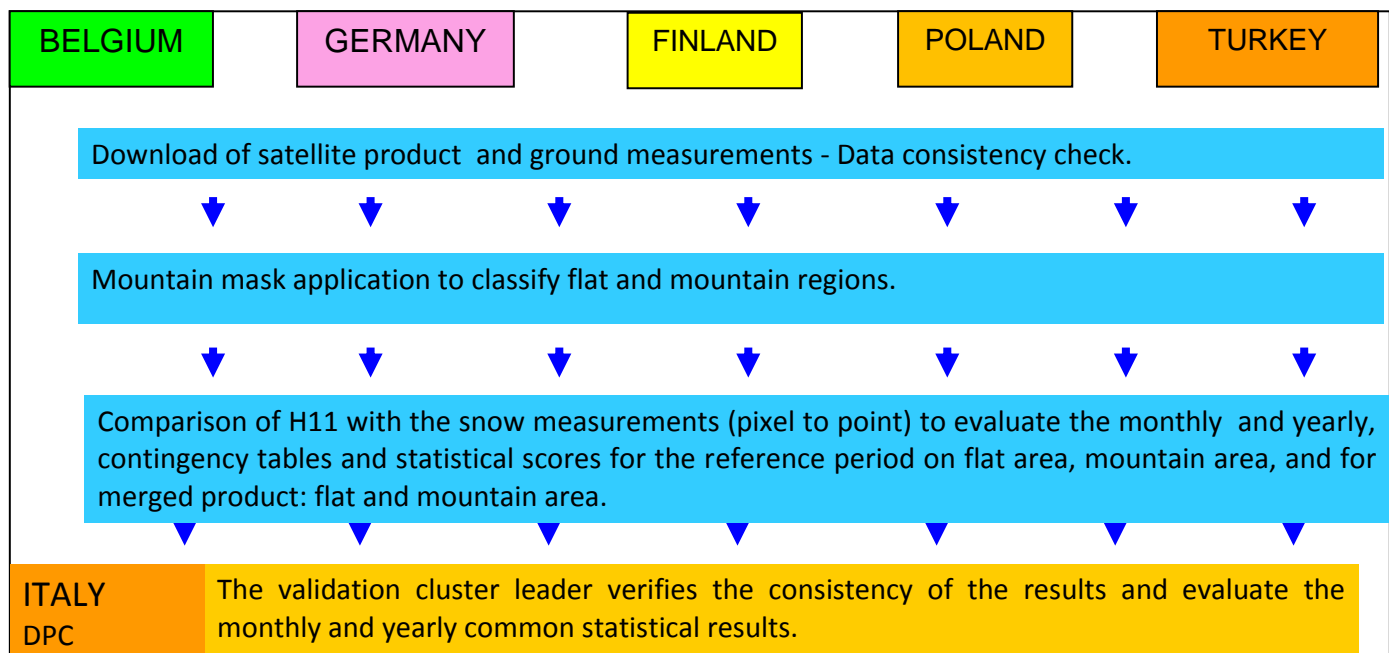 BELGIUM GERMANY FINLAND POLAND TURKEY
Download of satellite product and ground measurements - Data consistency check.
Mountain mask application to classify flat and mountain regions.
Comparison of H11 with the snow measurements (pixel to point) to evaluate the monthly and yearly,
contingency tables and statistical scores for the reference period on flat area, mountain area, and for
merged product: flat and mountain area.
ITALY
DPC
The validation cluster leader verifies the consistency of the results and evaluate the
monthly and yearly common statistical results.